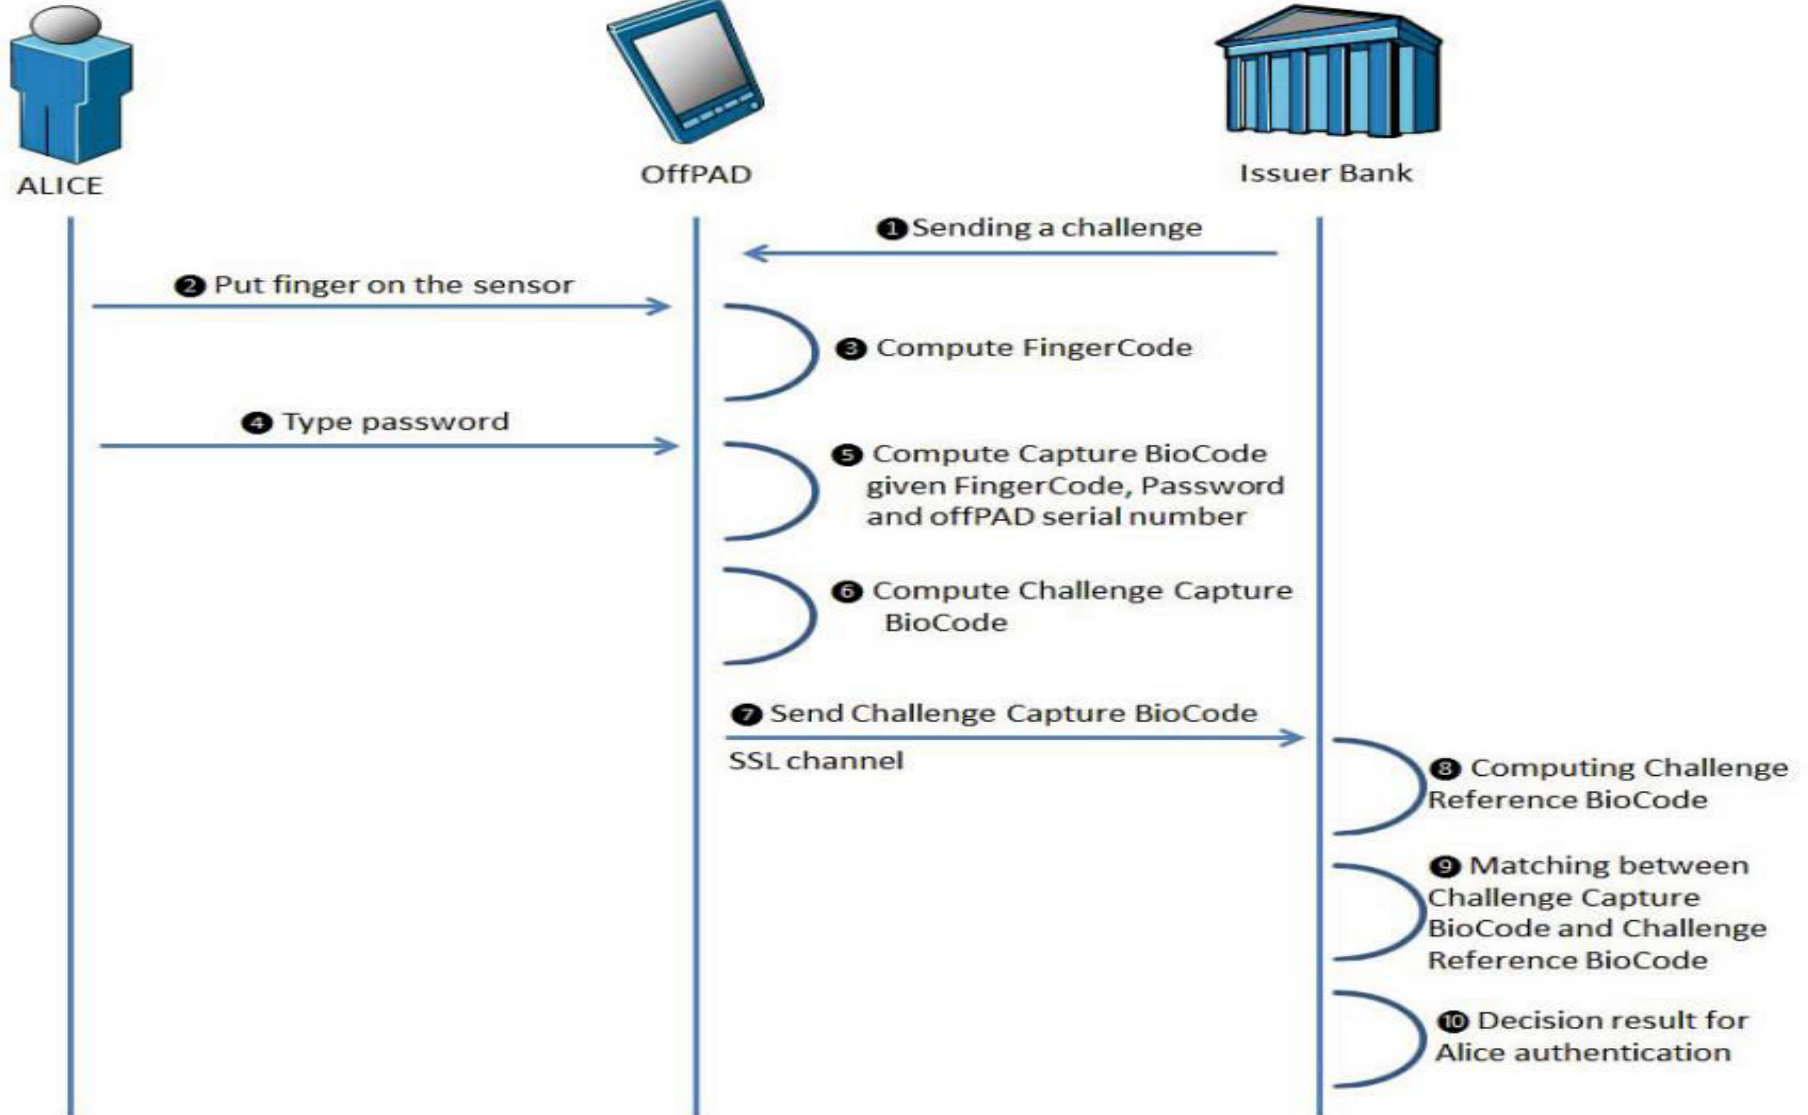 ALICE
OffPAD
Issuer Bank
❶Sending a challenge
❷ Put finger on the sensor
❸ Compute FingerCode
❹ Type password
❺ Compute Capture BioCode
given FingerCode, Password
and offPAD serial number
❻ Compute Challenge Capture
BioCode
❼ Send Challenge Capture BioCode
SSL channel
❽ Computing Challenge
Reference BioCode
❾ Matching between
Challenge Capture
BioCode and Challenge
Reference BioCode
❿ Decision result for
Alice authentication